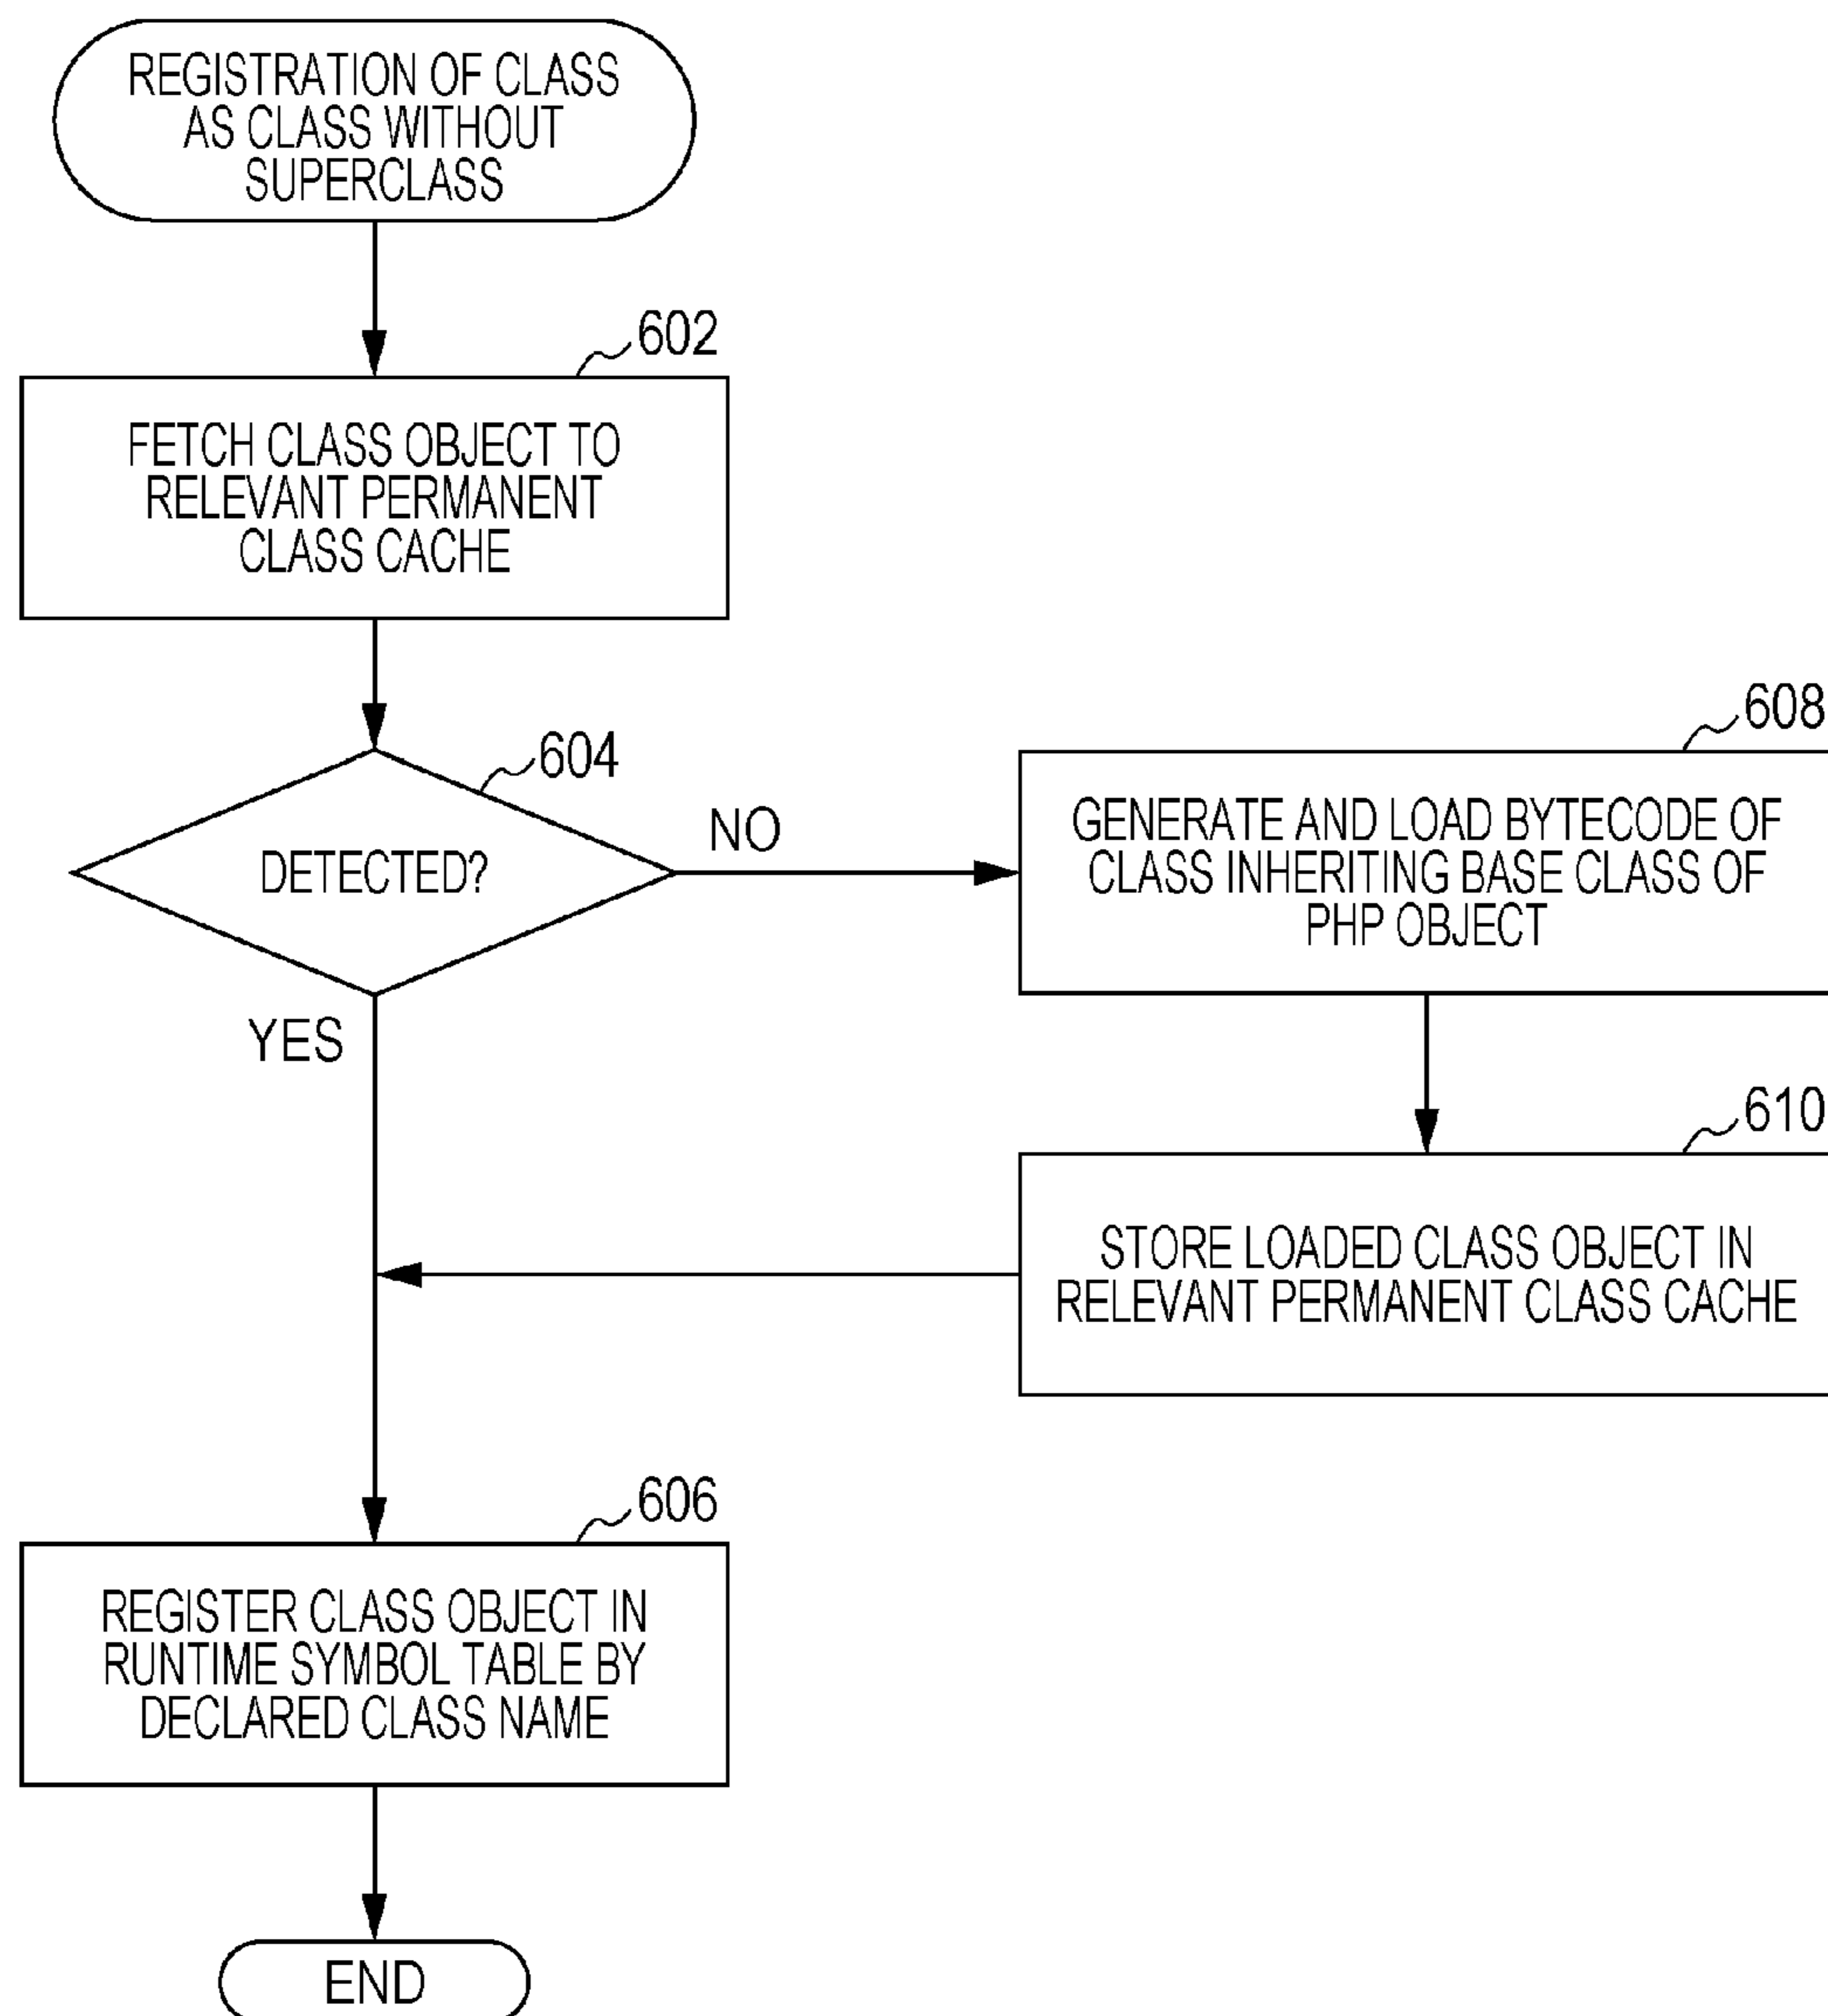 REGISTRATION OF CLASS
AS CLASS WITHOUT
SUPERCLASS
602
FETCH CLASS OBJECT TO
RELEVANT PERMANENT
CLASS CACHE
604
DETECTED?
NO
YES
608
GENERATE AND LOAD BYTECODE OF
CLASS INHERITING BASE CLASS OF
PHP OBJECT
610
STORE LOADED CLASS OBJECT IN
RELEVANT PERMANENT CLASS CACHE
606
REGISTER CLASS OBJECT IN
RUNTIME SYMBOL TABLE BY
DECLARED CLASS NAME
END